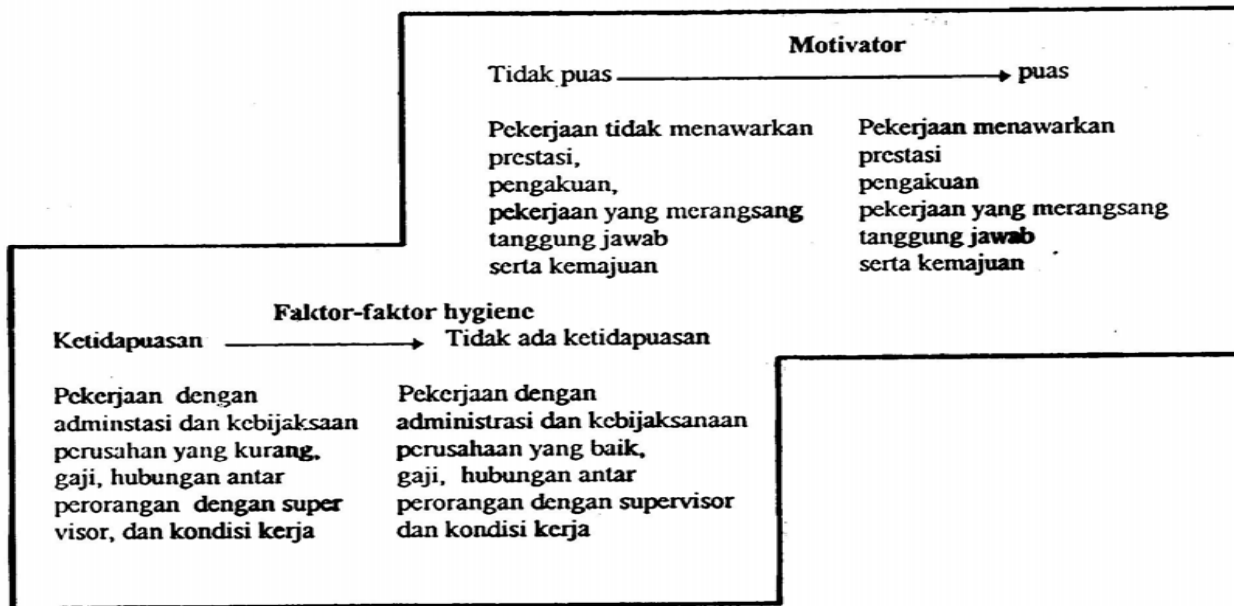 Motivator
Tidak puas puas
Pekerjaan tidak menawarkan Pekerjaan menawarkan
prestasi, prestasi
pengakuan, pengakuan
pekerjaan yang merangsang pekerjaan yang merangsang
tanggung jawab tanggung jawab
serta kemajuan serta kemajuan
Faktor-faktor hygiene
Ketidapuasan Tidak ada ketidapuasan
Pekerjaan dengan Pekerjaan dengan
adminstasi dan kebijaksaan administrasi dan kebijaksanaan
perusahan yang kurang, perusahaan yang baik,
gaji, hubungan antar gaji, hubungan antar
perorangan dengan super perorangan dengan supervisor
visor, dan kondisi kerja dan kondisi kerja